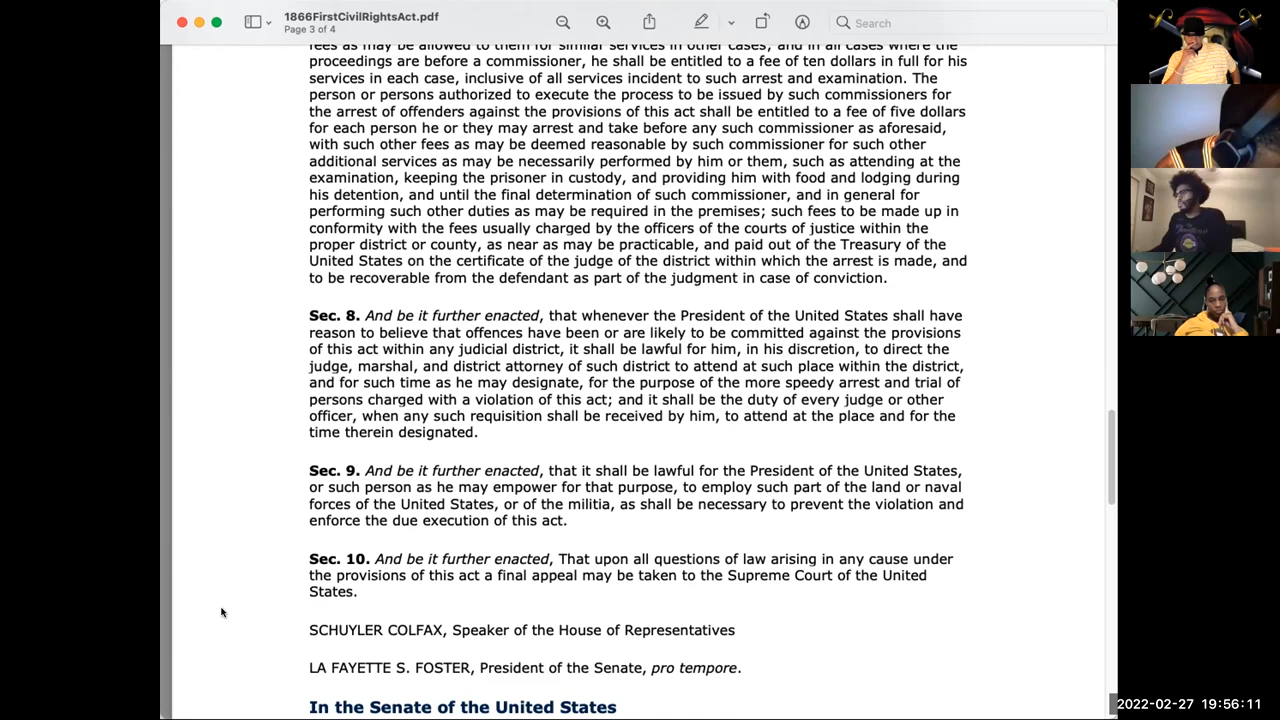 1866FirstCivilRightsAct.pdf
Page 3 of 4
Search
fees as may be allowed to them for similar services in other cases, and in all cases where the
proceedings are before a commissioner, he shall be entitled to a fee of ten dollars in full for his
services in each case, inclusive of all services incident to such arrest and examination. The
person or persons authorized to execute the process to be issued by such commissioners for
the arrest of offenders against the provisions of this act shall be entitled to a fee of five dollars
for each person he or they may arrest and take before any such commissioner as aforesaid,
with such other fees as may be deemed reasonable by such commissioner for such other
additional services as may be necessarily performed by him or them, such as attending at the
examination, keeping the prisoner in custody, and providing him with food and lodging during
his detention, and until the final determination of such commissioner, and in general for
performing such other duties as may be required in the premises; such fees to be made up in
conformity with the fees usually charged by the officers of the courts of justice within the
proper district or county, as near as may be practicable, and paid out of the Treasury of the
United States on the certificate of the judge of the district within which the arrest is made, and
to be recoverable from the defendant as part of the judgment in case of conviction.
Sec. 8. And be it further enacted, that whenever the President of the United States shall have
reason to believe that offences have been or are likely to be committed against the provisions
of this act within any judicial district, it shall be lawful for him, in his discretion, to direct the
judge, marshal, and district attorney of such district to attend at such place within the district,
and for such time as he may designate, for the purpose of the more speedy arrest and trial of
persons charged with a violation of this act; and it shall be the duty of every judge or other
officer, when any such requisition shall be received by him, to attend at the place and for the
time therein designated.
Sec. 9. And be it further enacted, that it shall be lawful for the President of the United States,
or such person as he may empower for that purpose, to employ such part of the land or naval
forces of the United States, or of the militia, as shall be necessary to prevent the violation and
enforce the due execution of this act.
Sec. 10. And be it further enacted, That upon all questions of law arising in any cause under
the provisions of this act a final appeal may be taken to the Supreme Court of the United
States.
SCHUYLER COLFAX, Speaker of the House of Representatives
LA FAYETTE S. FOSTER, President of the Senate, pro tempore.
In the Senate of the United States
2022-02-27 19:56:11